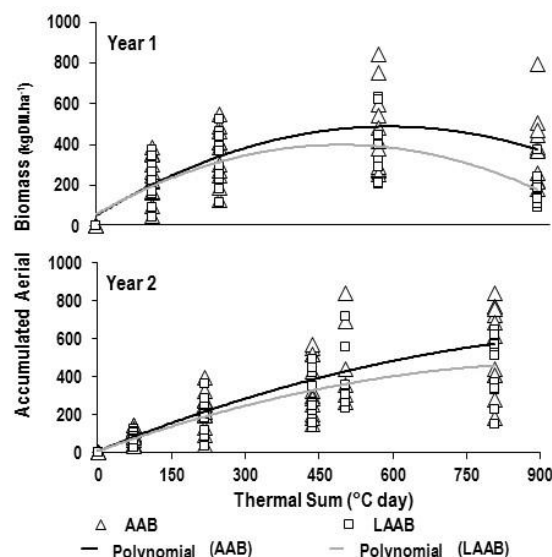 1000
Year 1
800
600
400
200
0
Biomass (kgDM.ha⁻¹)
1000
Year 2
800
600
400
200
0
Accumulated Aerial
0 150 300 450 600 750 900
Thermal Sum (°C day)
AAB LAAB
Polynomial (AAB) Polynomial (LAAB)